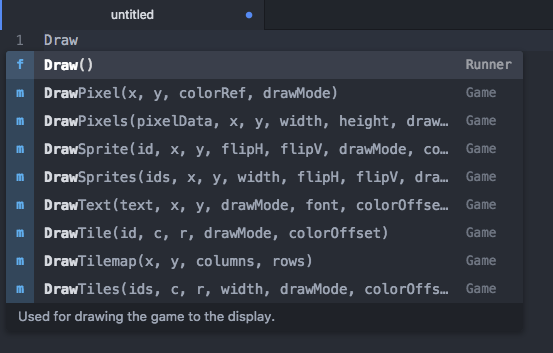 untitled
1 Draw
f Draw() Runner
m DrawPixel(x, y, colorRef, drawMode) Game
m DrawPixels(pixelData, x, y, width, height, draw… Game
m DrawSprite(id, x, y, flipH, flipV, drawMode, co… Game
m DrawSprites(ids, x, y, width, flipH, flipV, dra… Game
m DrawText(text, x, y, drawMode, font, colorOffse… Game
m DrawTile(id, c, r, drawMode, colorOffset) Game
m DrawTilemap(x, y, columns, rows) Game
m DrawTiles(ids, c, r, width, drawMode, colorOffs… Game
Used for drawing the game to the display.